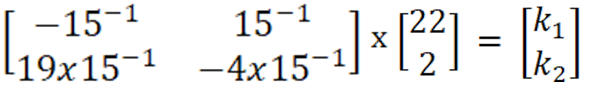 [−15⁻¹ 15⁻¹] x [22] = [k₁]
[19x15⁻¹ −4x15⁻¹] [2] [k₂]